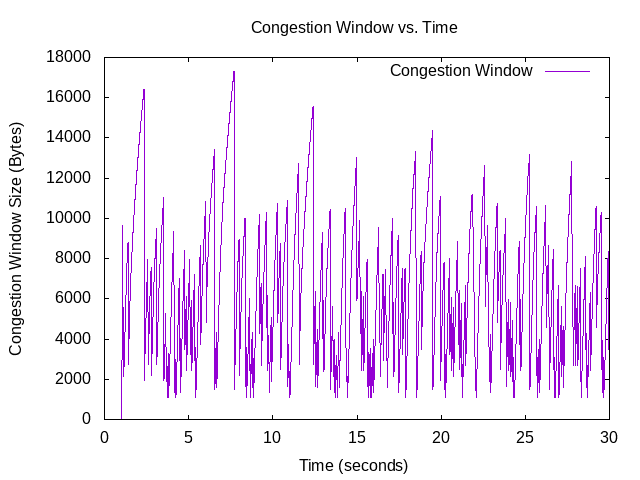 Congestion Window vs. Time
Congestion Window
18000
16000
14000
12000
10000
8000
6000
4000
2000
0
Congestion Window Size (Bytes)
0 5 10 15 20 25 30
Time (seconds)